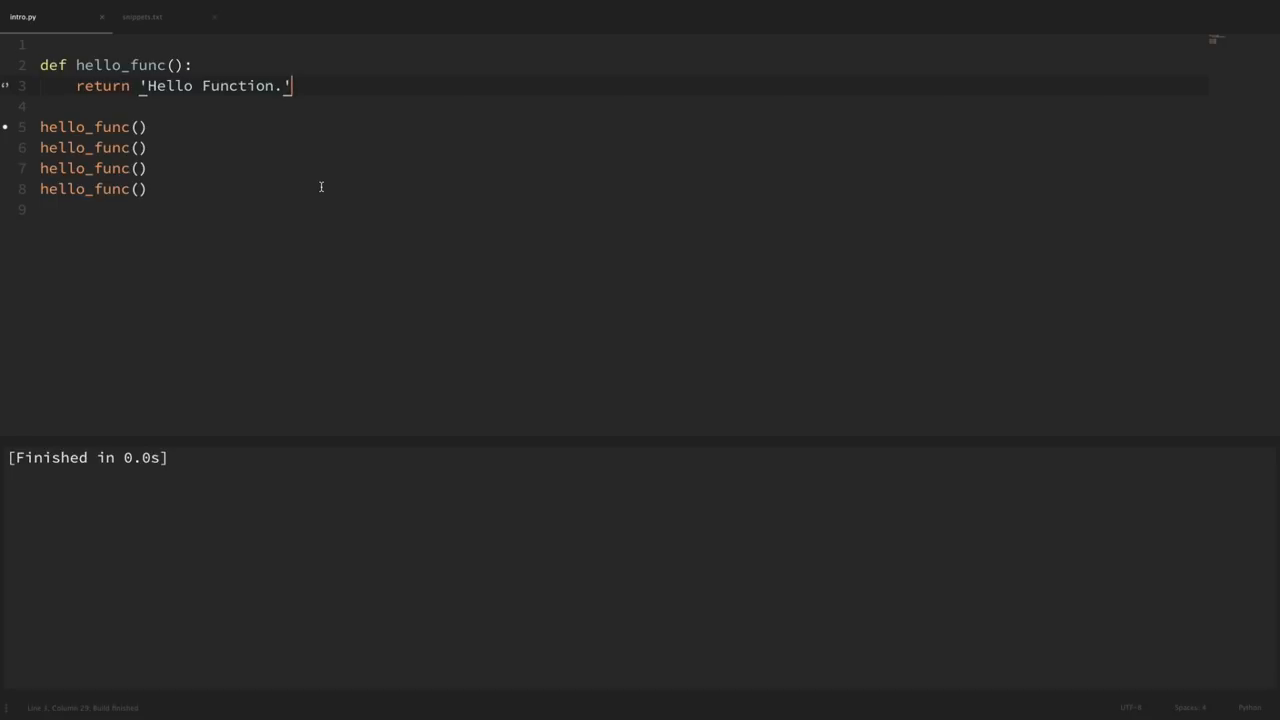 intro.py × snippets.txt ×
1
2 def hello_func():
3 return 'Hello Function.'
4
5 hello_func()
6 hello_func()
7 hello_func()
8 hello_func()
9
[Finished in 0.0s]
Line 3, Column 29; Build finished UTF-8 Spaces: 4 Python